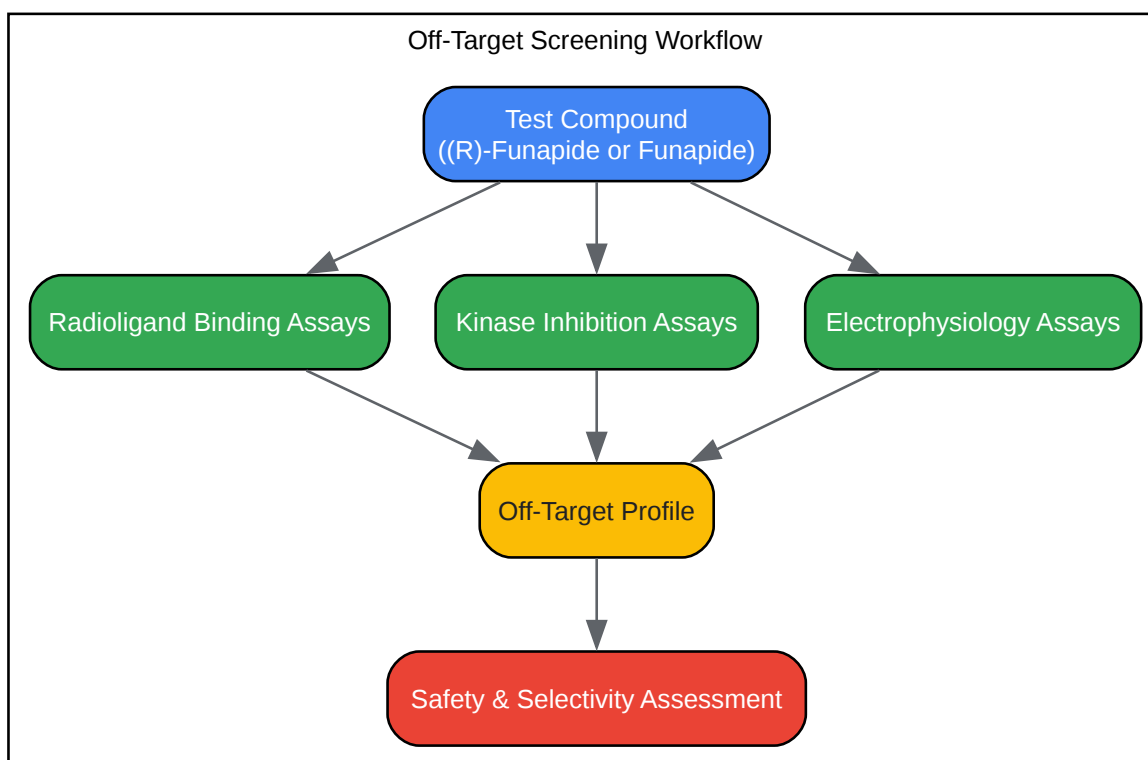 Off-Target Screening Workflow
Test Compound
((R)-Funapide or Funapide)
Radioligand Binding Assays
Kinase Inhibition Assays
Electrophysiology Assays
Off-Target Profile
Safety & Selectivity Assessment